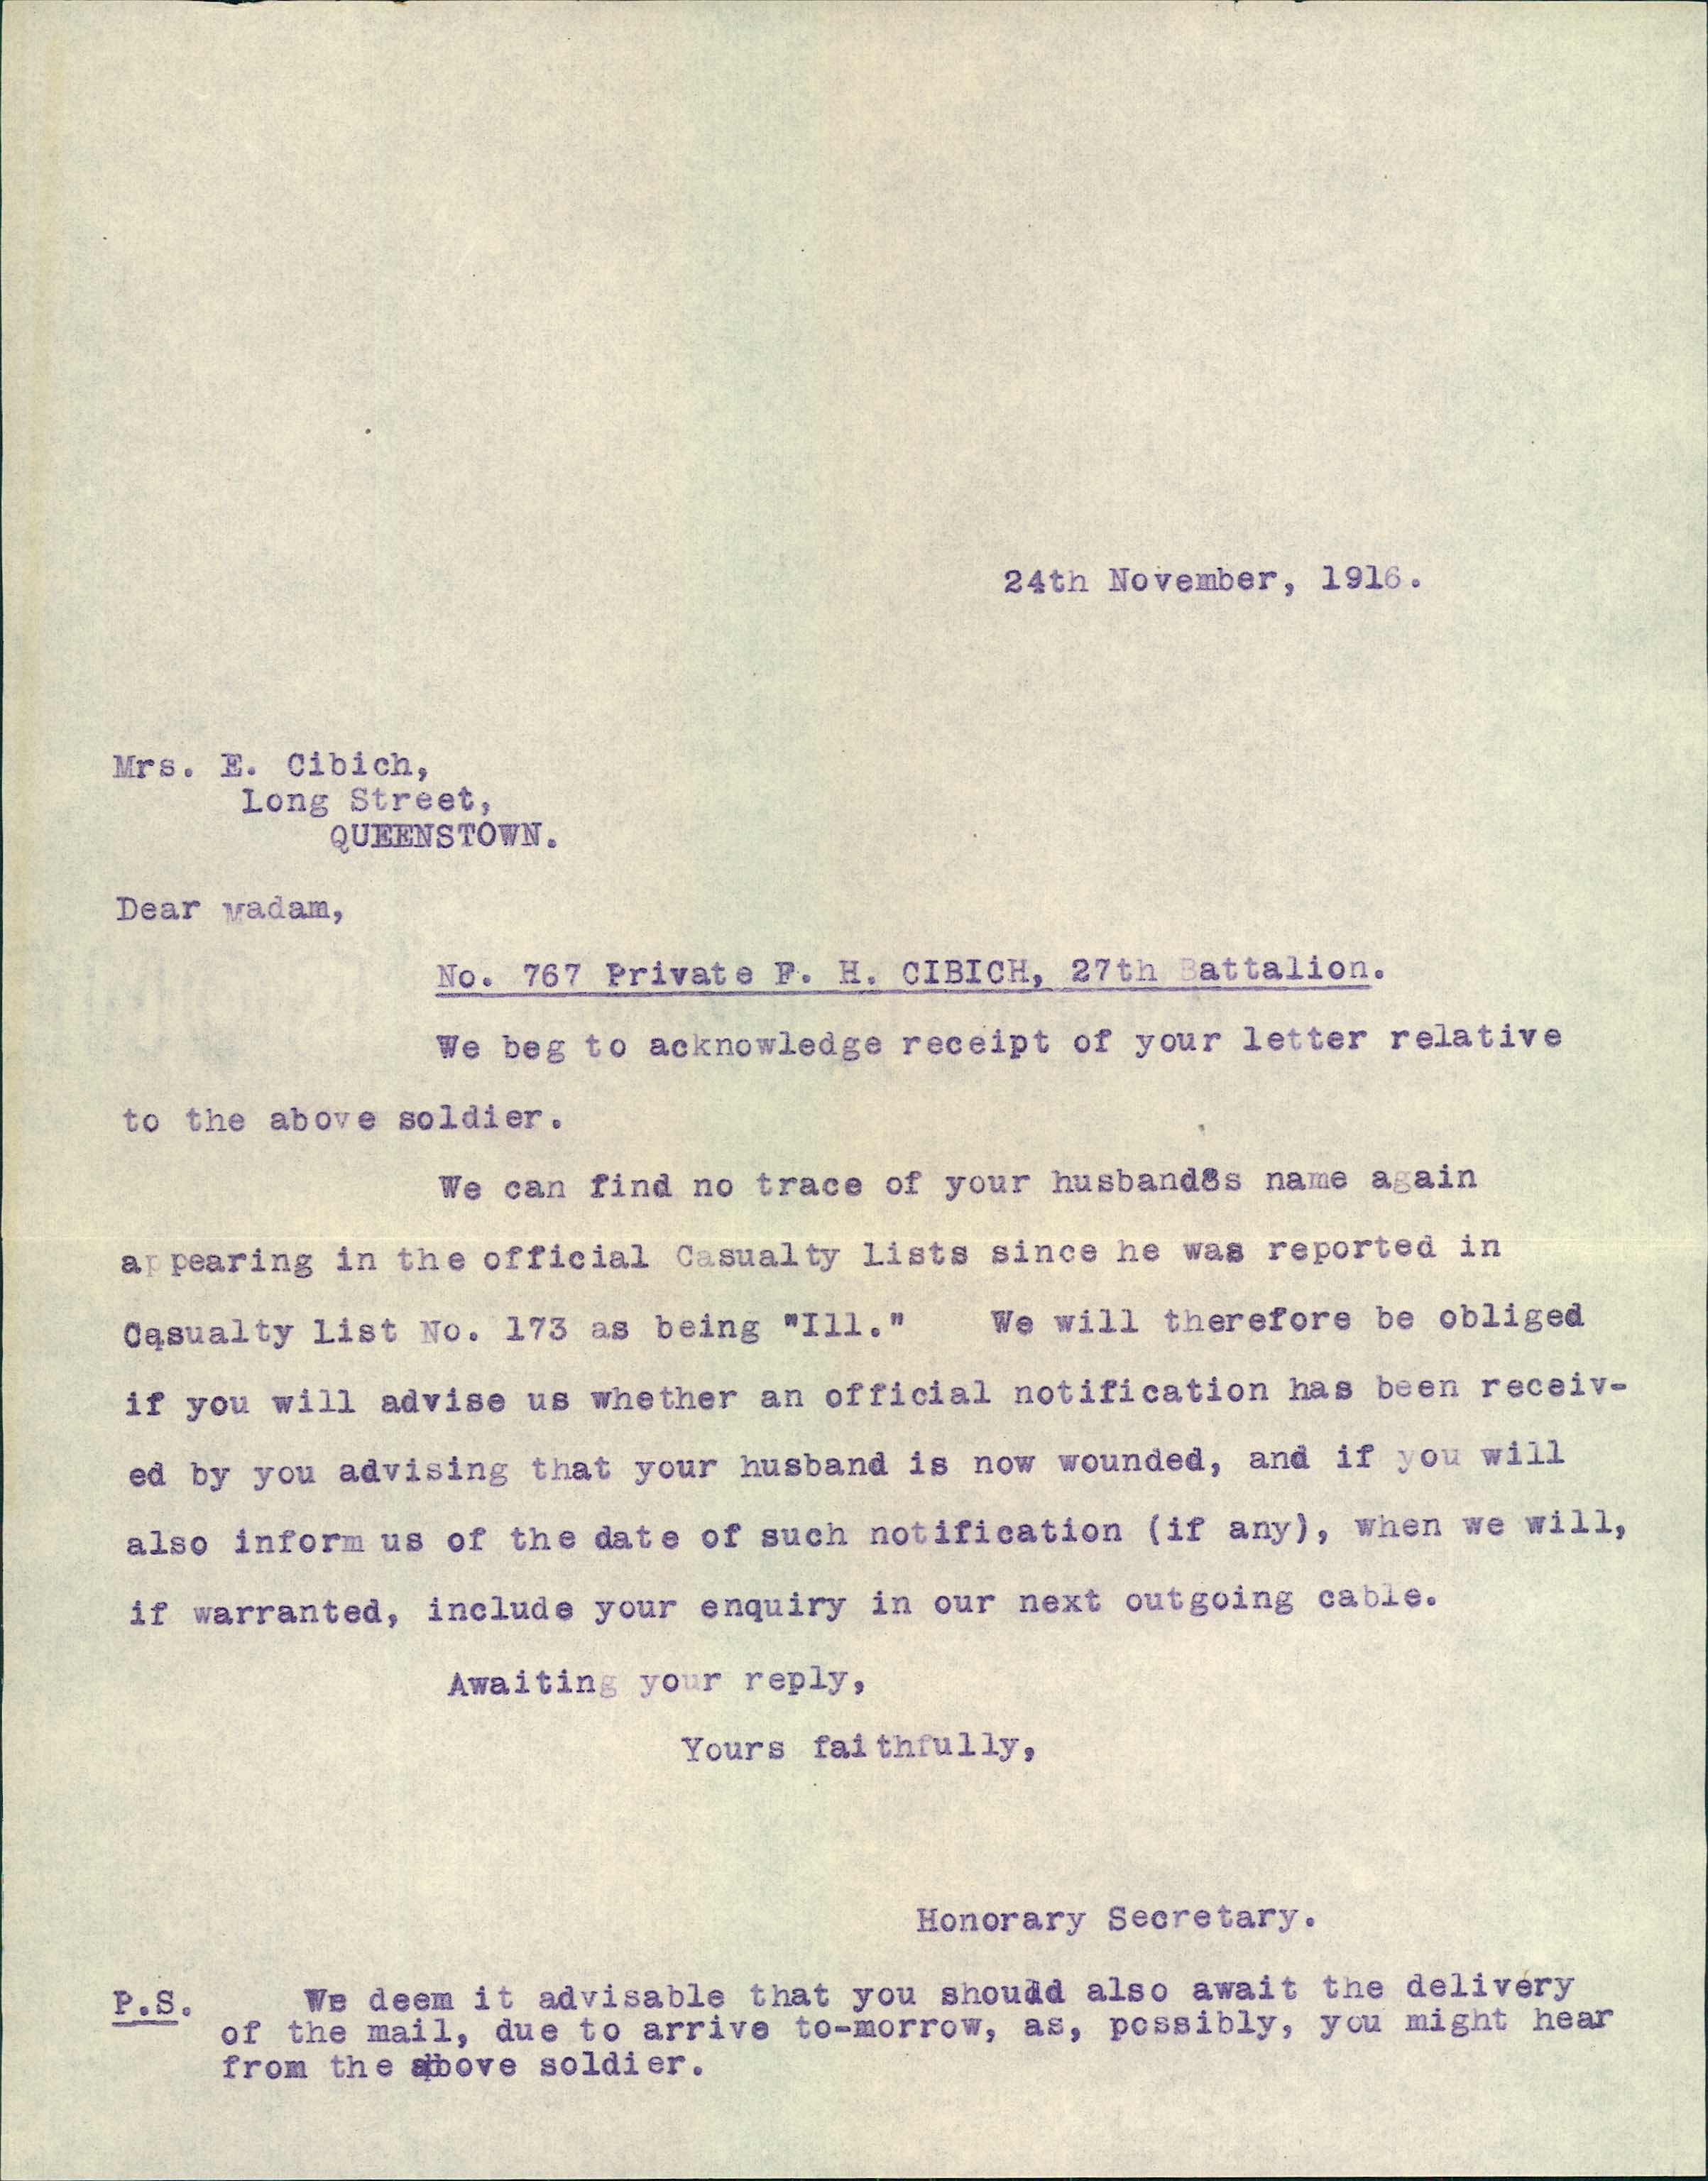 24th November, 1916.
Mrs. E. Cibich,
Long Street,
QUEENSTOWN.
Dear Madam,
No. 767 Private F. H. CIBICH, 27th Battalion.
We beg to acknowledge receipt of your letter relative
to the above soldier.
We can find no trace of your husband8s name again
appearing in the official Casualty Lists since he was reported in
Casualty List No. 173 as being "Ill." We will therefore be obliged
if you will advise us whether an official notification has been receiv-
ed by you advising that your husband is now wounded, and if you will
also inform us of the date of such notification (if any), when we will,
if warranted, include your enquiry in our next outgoing cable.
Awaiting your reply,
Yours faithfully,
Honorary Secretary.
P.S. We deem it advisable that you should also await the delivery
of the mail, due to arrive to-morrow, as, possibly, you might hear
from the above soldier.